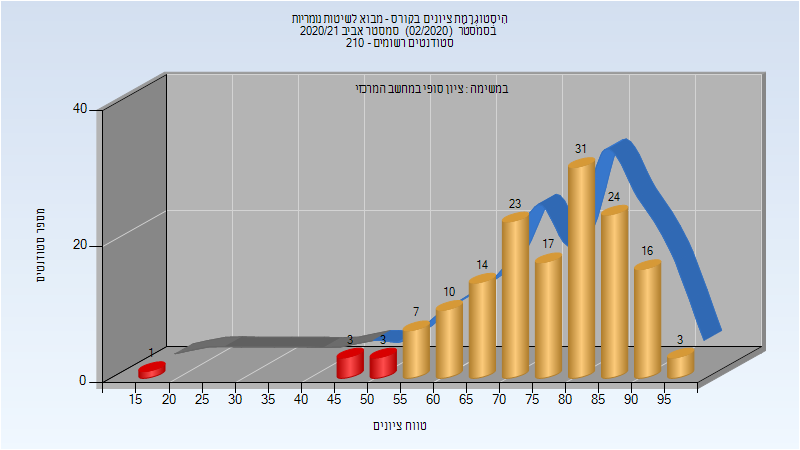 היסטוגרמת ציונים בקורס - מבוא לשיטות נומריות
בסמסטר (02/2020) סמסטר אביב 2020/21
סטודנטים רשומים - 210
במשימה : ציון סופי במחשב המרכזי
מספר סטודנטים
40
20
0
1
3
3
7
10
14
23
17
31
24
16
3
15 20 25 30 35 40 45 50 55 60 65 70 75 80 85 90 95
טווח ציונים